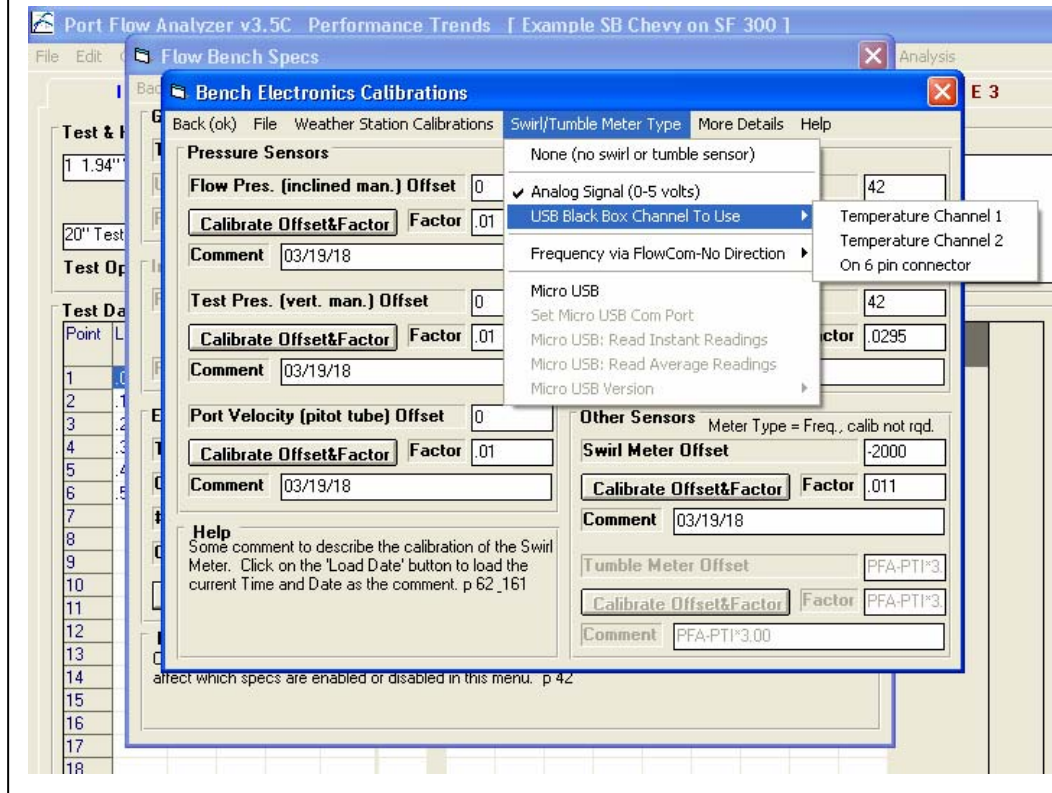 Port Flow Analyzer v3.5C Performance Trends [ Example SB Chevy on SF 300 ]
File Edit Analysis
Flow Bench Specs
E 3
Bench Electronics Calibrations
Back (ok) File Weather Station Calibrations Swirl/Tumble Meter Type More Details Help
None (no swirl or tumble sensor)
Analog Signal (0-5 volts)
USB Black Box Channel To Use
Temperature Channel 1
Temperature Channel 2
On 6 pin connector
Frequency via FlowCom-No Direction
Micro USB
Set Micro USB Com Port
Micro USB: Read Instant Readings
Micro USB: Read Average Readings
Micro USB Version
Pressure Sensors
Flow Pres. (inclined man.) Offset 0
Calibrate Offset&Factor Factor .01
Comment 03/19/18
Test Pres. (vert. man.) Offset 0
Calibrate Offset&Factor Factor .01
Comment 03/19/18
Port Velocity (pitot tube) Offset 0
Calibrate Offset&Factor Factor .01
Comment 03/19/18
Help
Some comment to describe the calibration of the Swirl
Meter. Click on the 'Load Date' button to load the
current Time and Date as the comment. p 62_161
42
42
.0295
Other Sensors Meter Type = Freq., calib not rqd.
Swirl Meter Offset -2000
Calibrate Offset&Factor Factor .011
Comment 03/19/18
Tumble Meter Offset PFA-PTI*3.
Calibrate Offset&Factor Factor PFA-PTI*3.
Comment PFA-PTI*3.00
affect which specs are enabled or disabled in this menu. p 42
Test &
1 1.94"
20" Test
Test Op
Test Da
Point L
1
2
3
4
5
6
7
8
9
10
11
12
13
14
15
16
17
18